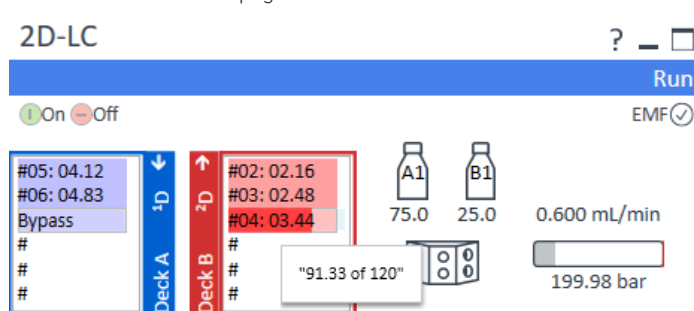 2D-LC ?
Run
On Off EMF
#05: 04.12
#06: 04.83
Bypass
#
#
#
¹D
Deck A
²D
Deck B
#02: 02.16
#03: 02.48
#04: 03.44
#
#
#
"91.33 of 120"
A1 B1
75.0 25.0 0.600 mL/min
199.98 bar